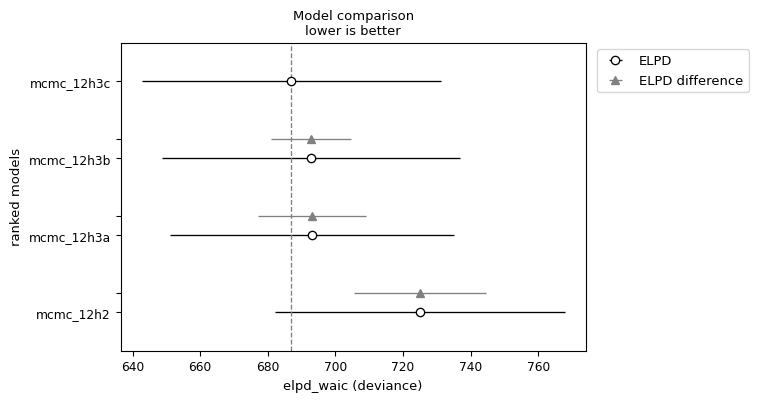 Model comparison
lower is better
mcmc_12h3c
mcmc_12h3b
mcmc_12h3a
mcmc_12h2
ranked models
640 660 680 700 720 740 760
elpd_waic (deviance)
ELPD
ELPD difference